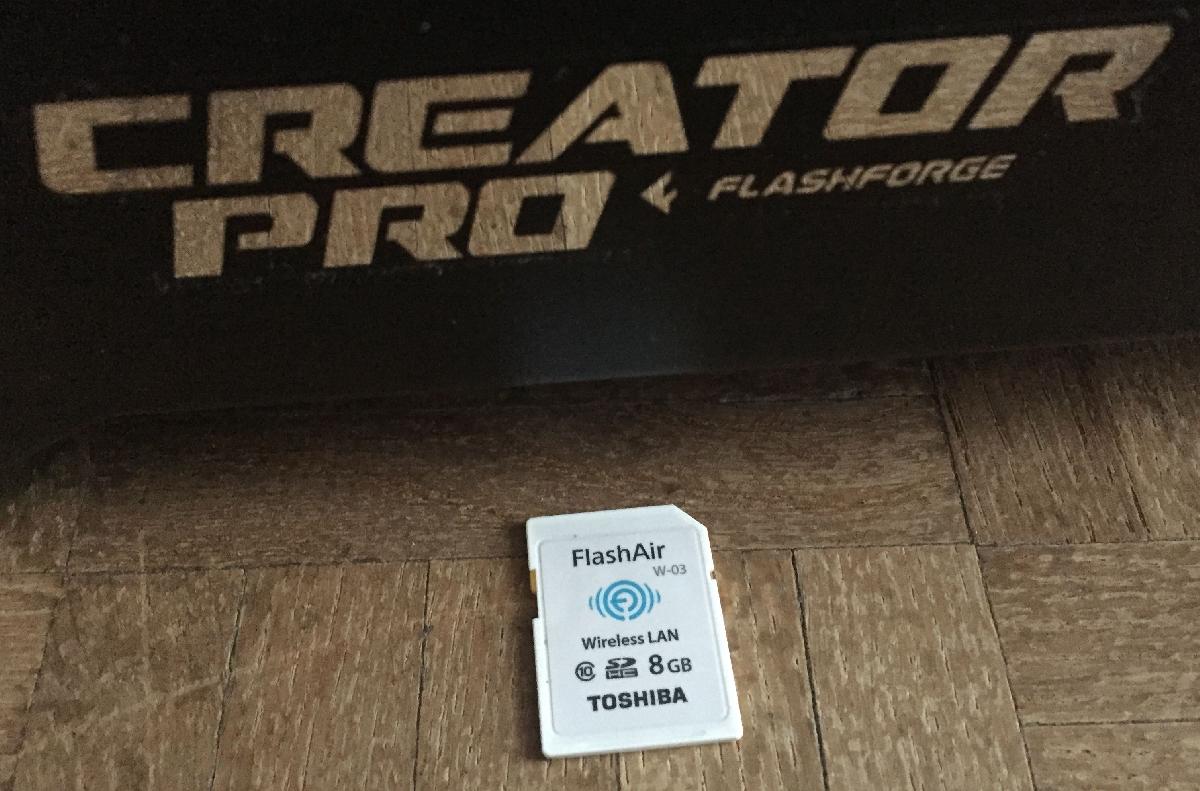 CREATOR
PRO FLASHFORGE
FlashAir
W-03
Wireless LAN
10 SD HC 8GB
TOSHIBA